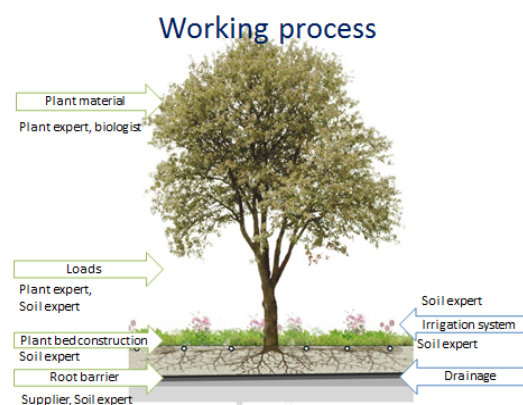 Working process
Plant material
Plant expert, biologist
Loads
Plant expert,
Soil expert
Plant bed construction
Soil expert
Root barrier
Supplier, Soil expert
Soil expert
Irrigation system
Soil expert
Drainage